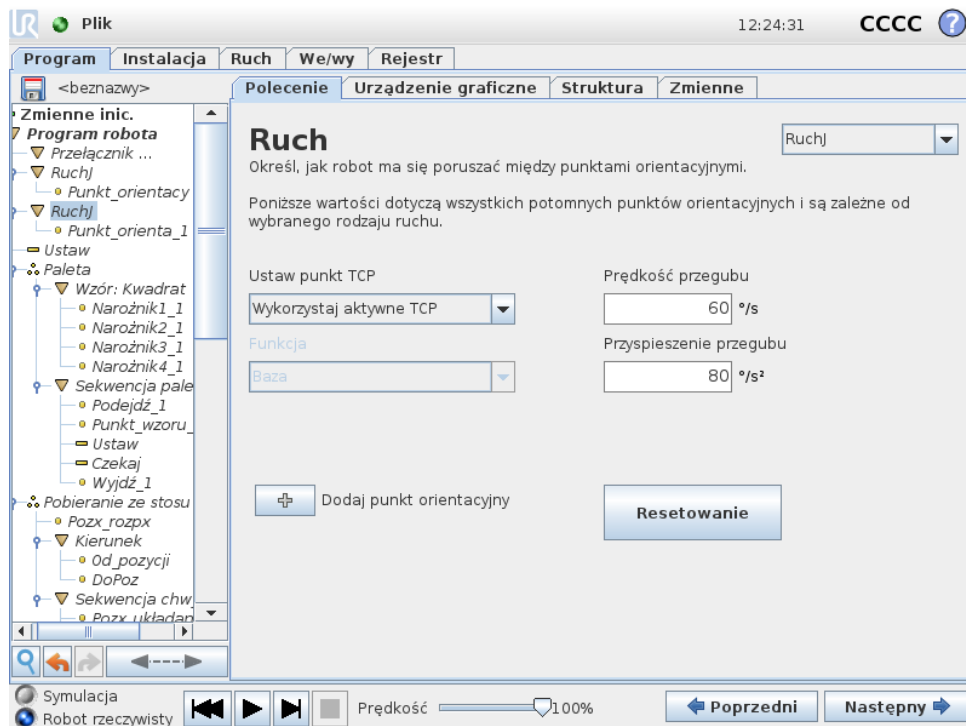 UR Plik 12:24:31 CCCC ?
Program Instalacja Ruch We/wy Rejestr
<beznazwy>
Polecenie Urządzenie graficzne Struktura Zmienne
Zmienne inic.
Program robota
Przełącznik ...
RuchJ
Punkt_orientacy
RuchJ
Punkt_orienta_1
Ustaw
Paleta
Wzór: Kwadrat
Narożnik1_1
Narożnik2_1
Narożnik3_1
Narożnik4_1
Sekwencja pale
Podejdź_1
Punkt_wzoru_
Ustaw
Czekaj
Wyjdź_1
Pobieranie ze stosu
Pozx_rozpx
Kierunek
0d_pozycji
DoPoz
Sekwencja chw
Pozx_układan
Ruch
RuchJ
Określ, jak robot ma się poruszać między punktami orientacyjnymi.
Poniższe wartości dotyczą wszystkich potomnych punktów orientacyjnych i są zależne od
wybranego rodzaju ruchu.
Ustaw punkt TCP
Wykorzystaj aktywne TCP
Funkcja
Baza
Prędkość przegubu
60 °/s
Przyspieszenie przegubu
80 °/s²
Dodaj punkt orientacyjny
Resetowanie
Symulacja
Robot rzeczywisty
Prędkość 100%
Poprzedni
Następny